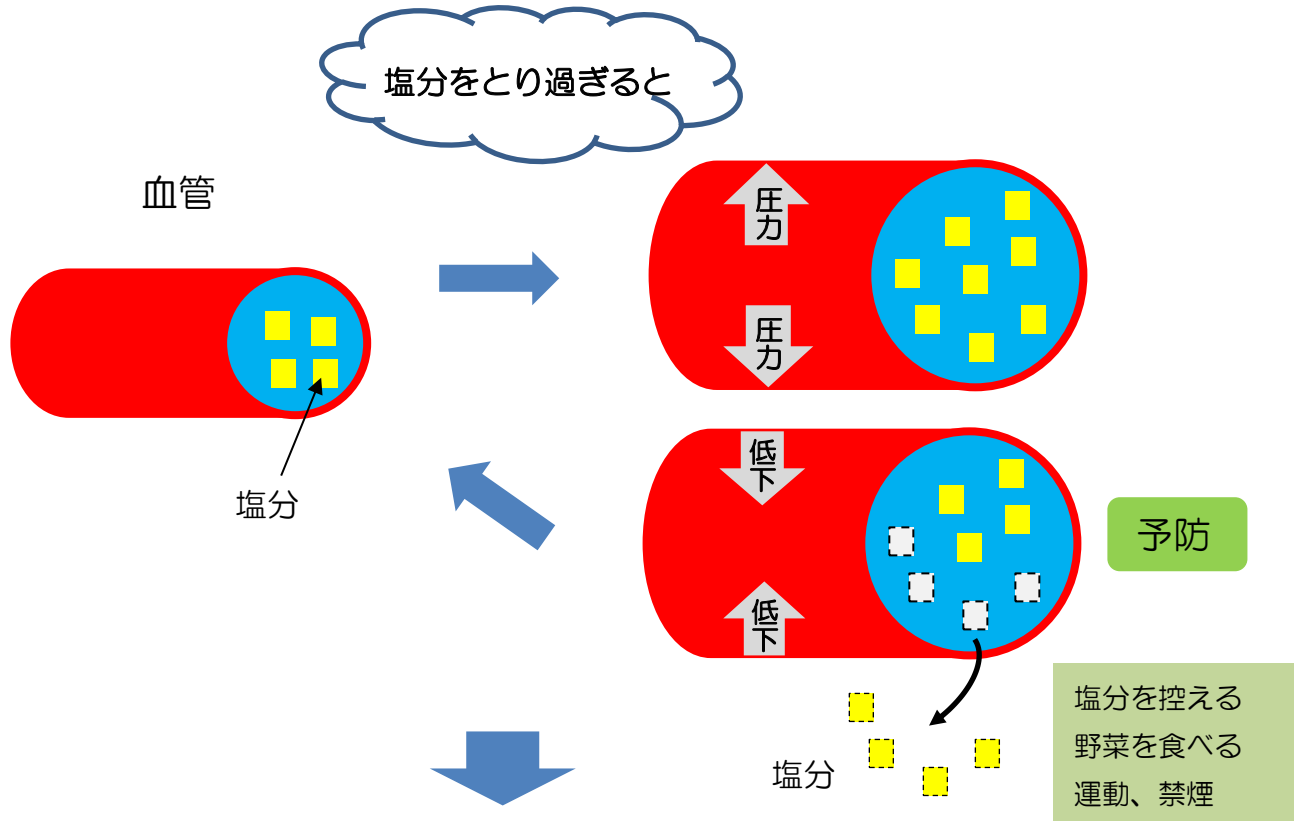 塩分をとり過ぎると
血管
圧力
圧力
塩分
低下
低下
予防
塩分
塩分を控える
野菜を食べる
運動、禁煙